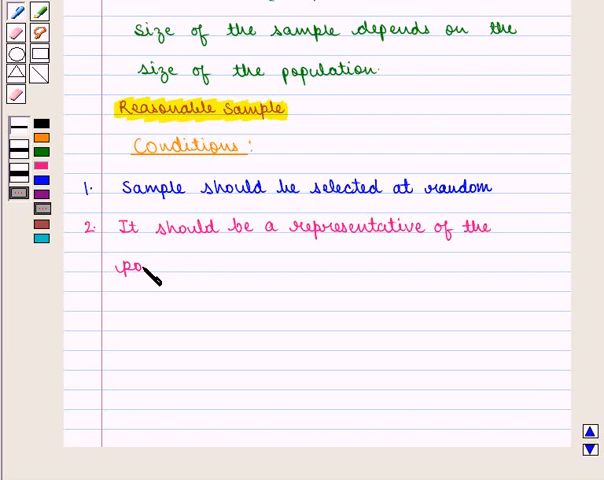 size of the sample depends on the
size of the population.
Reasonable Sample
Conditions :
1. Sample should be selected at random
2. It should be a representative of the
po